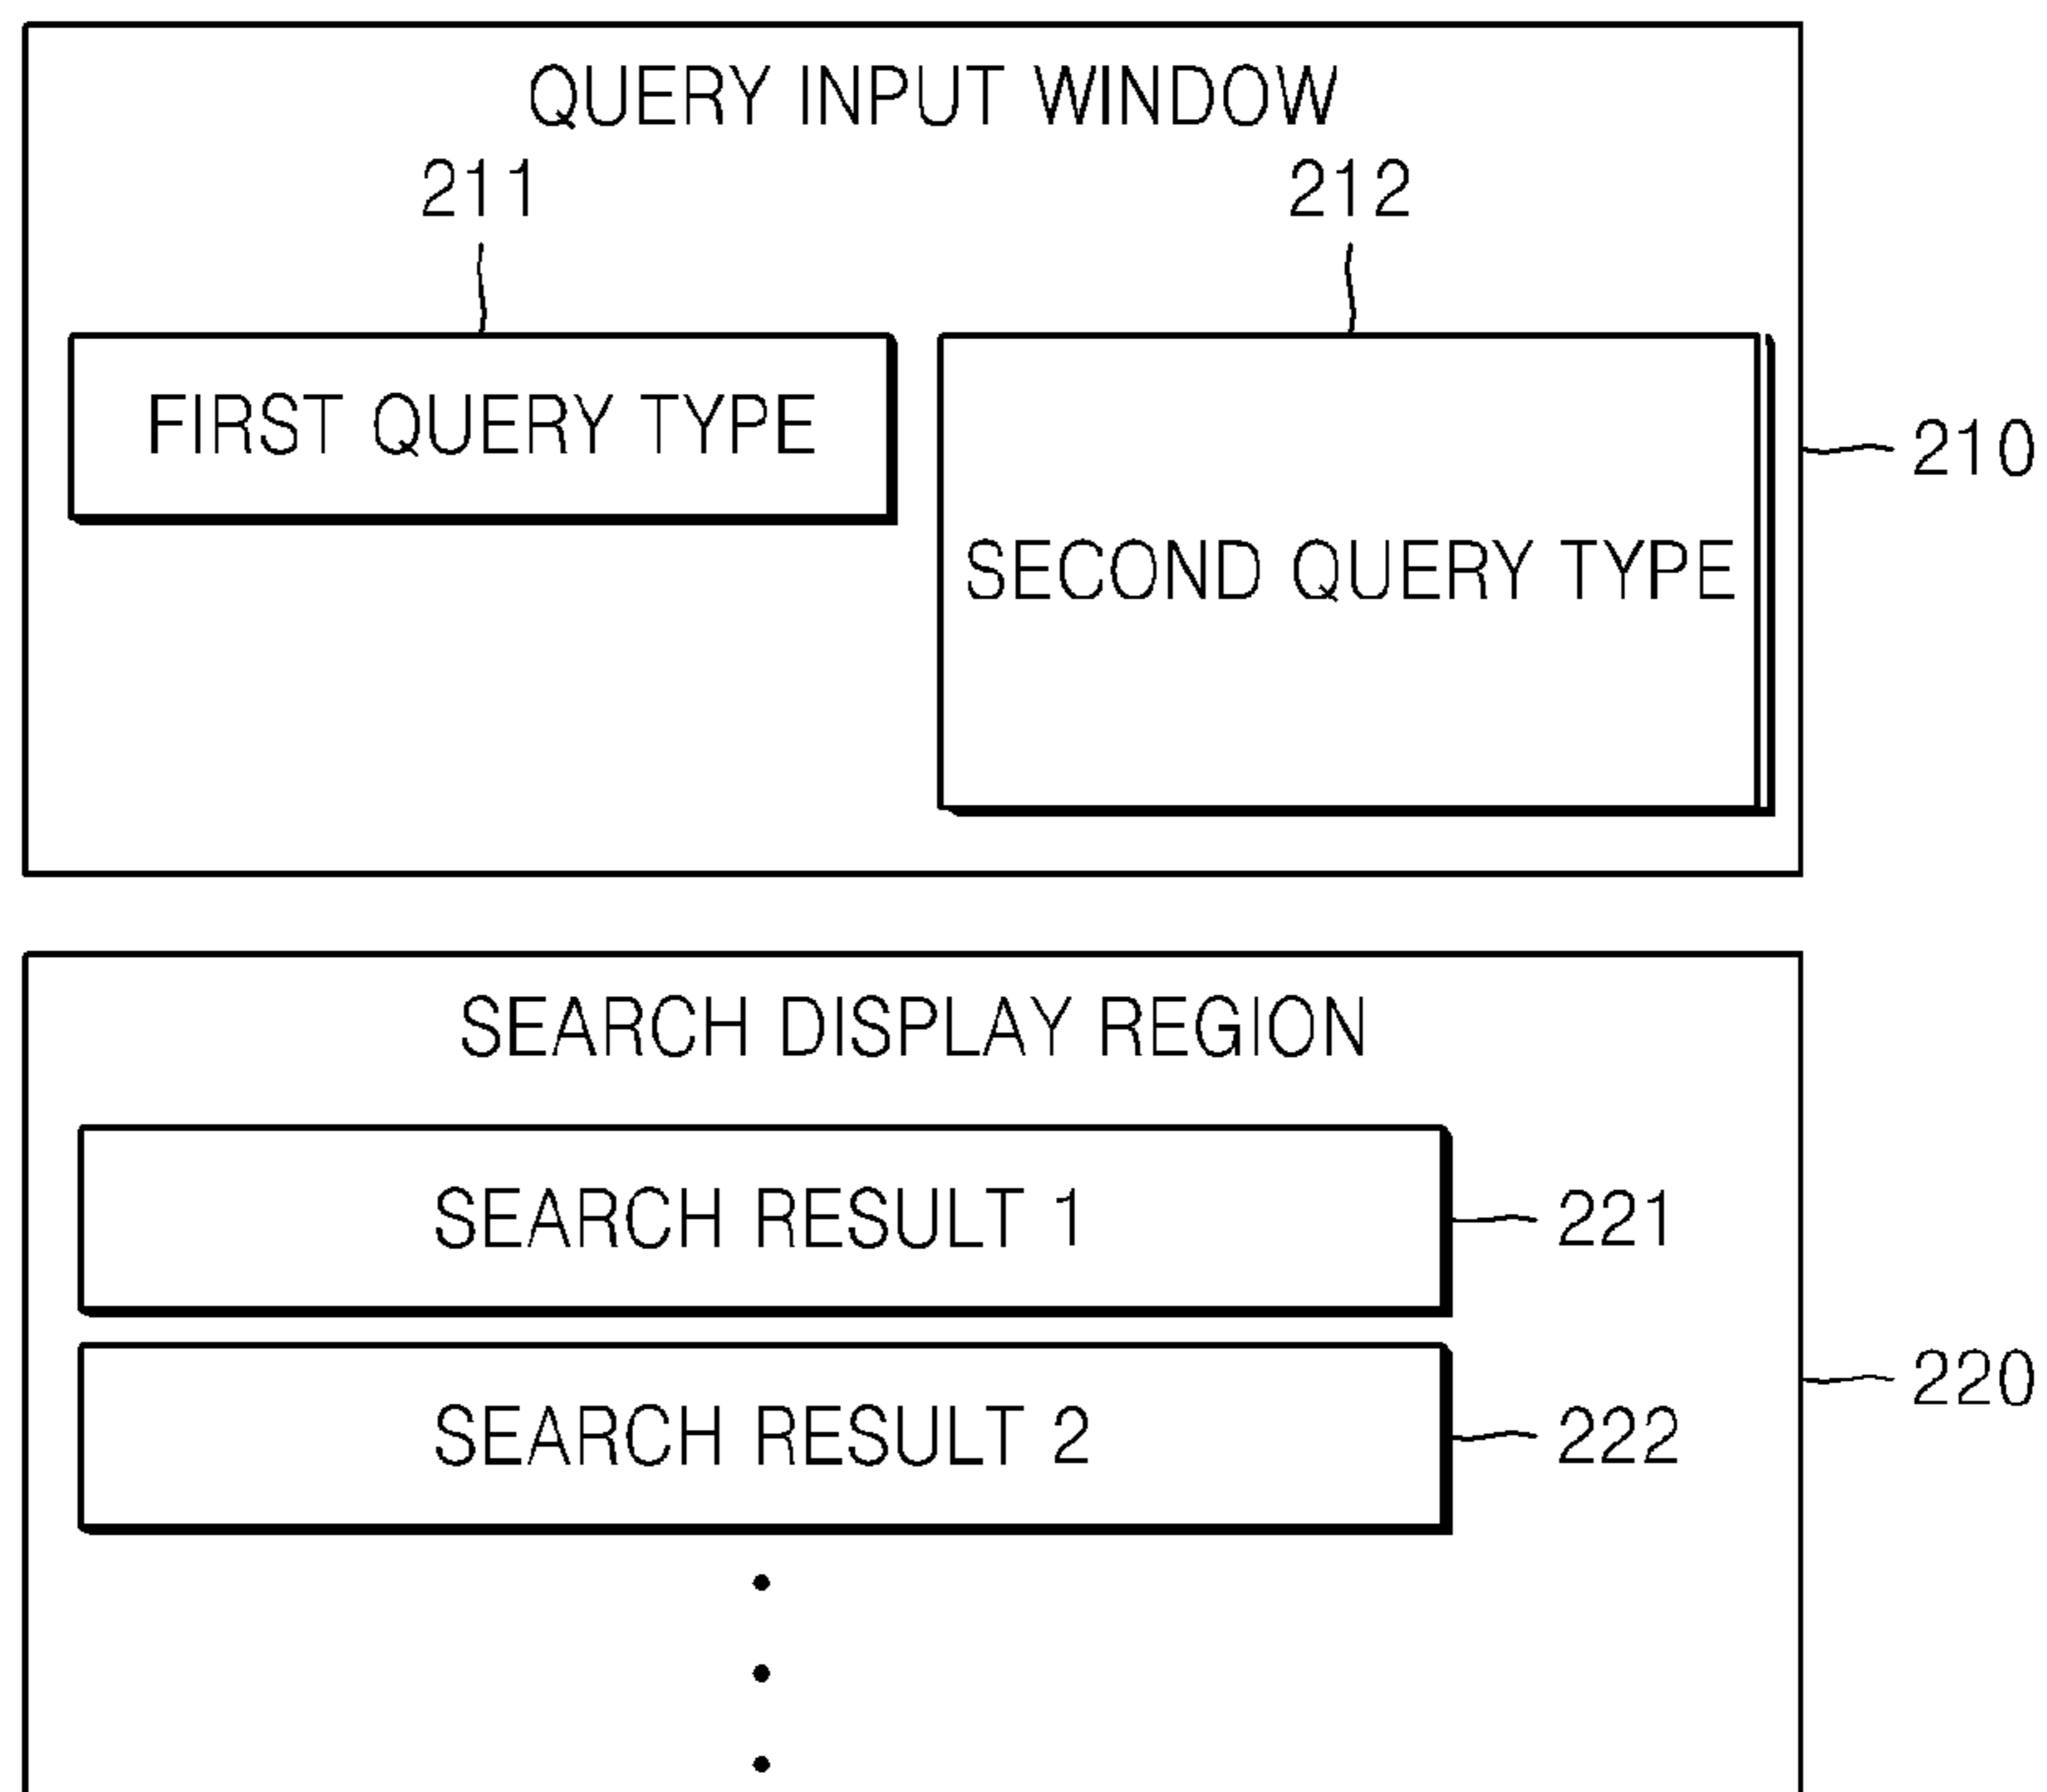 QUERY INPUT WINDOW
211
212
FIRST QUERY TYPE
SECOND QUERY TYPE
210
SEARCH DISPLAY REGION
SEARCH RESULT 1
221
SEARCH RESULT 2
222
220